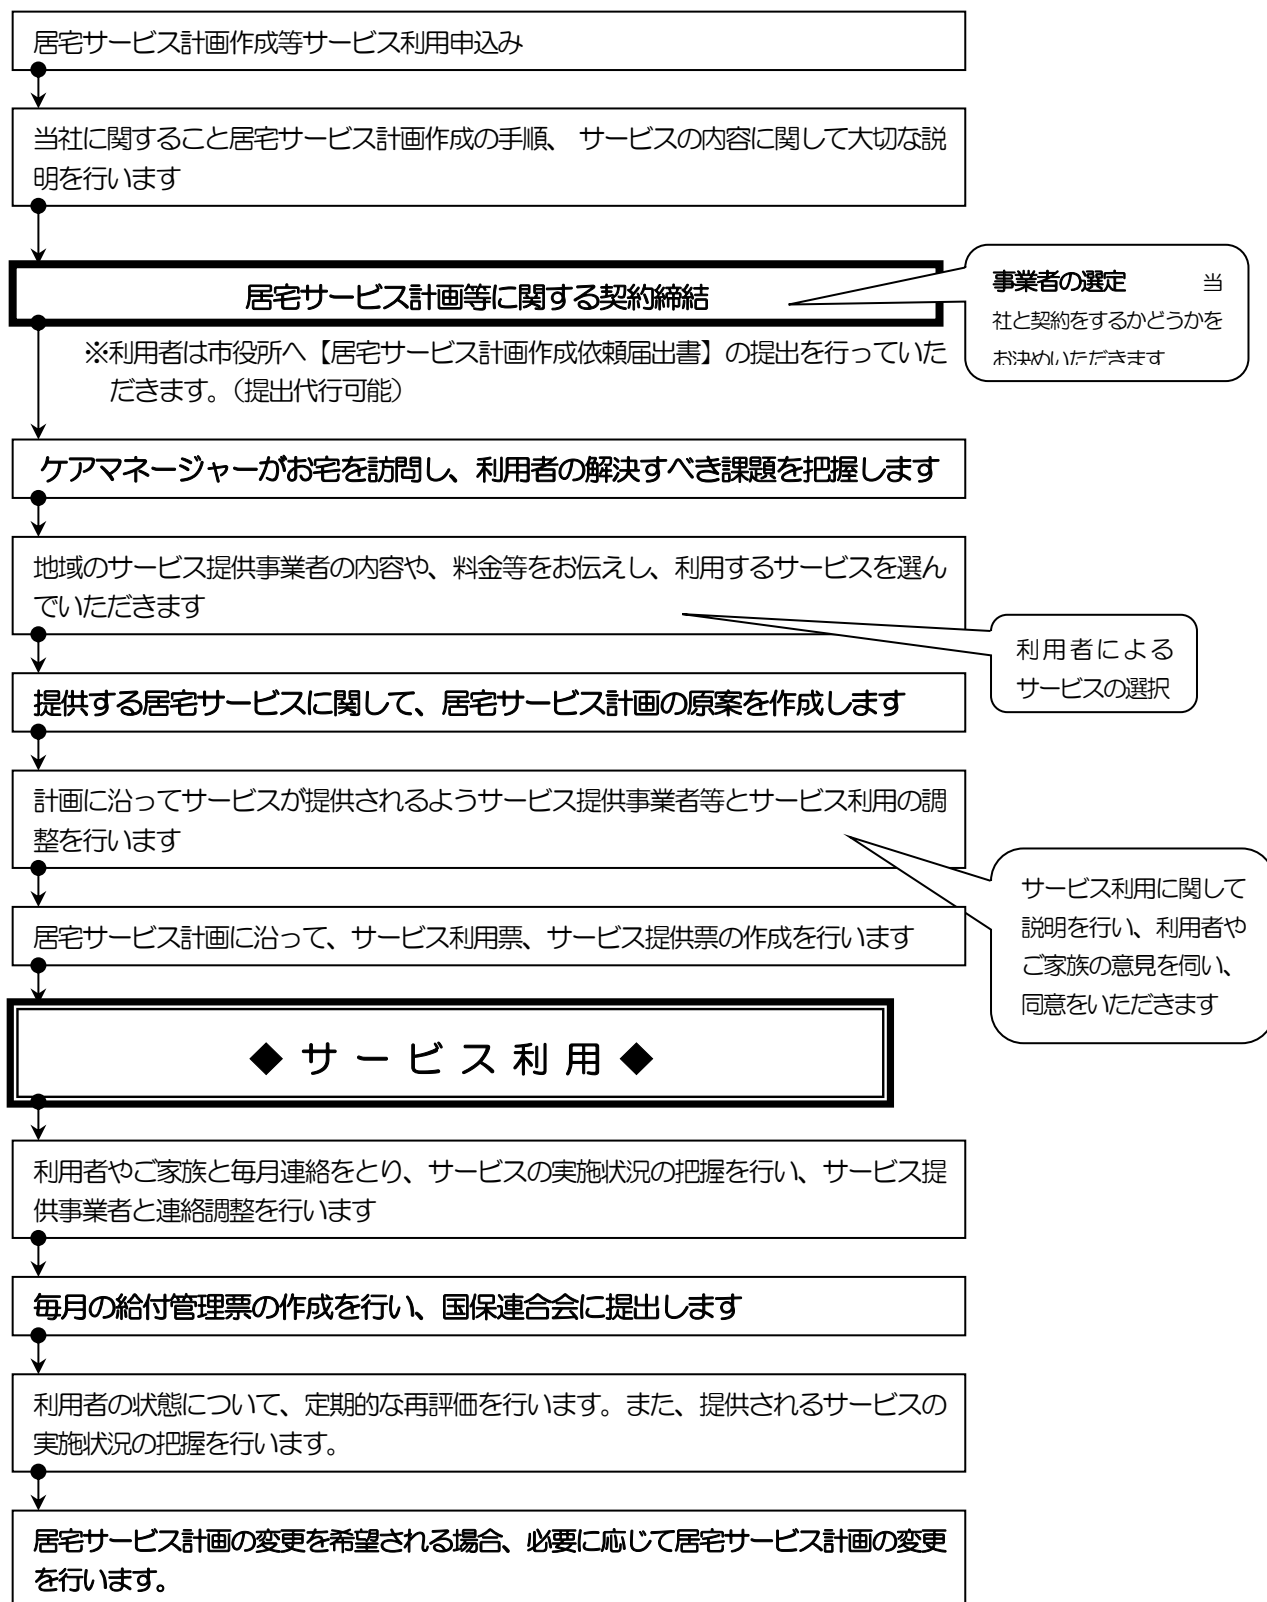 居宅サービス計画作成等サービス利用申込み
当社に関すること居宅サービス計画作成の手順、 サービスの内容に関して大切な説
明を行います
居宅サービス計画等に関する契約締結
事業者の選定 当
社と契約をするかどうかを
お決めいただきます
※利用者は市役所へ【居宅サービス計画作成依頼届出書】の提出を行っていた
だきます。（提出代行可能）
ケアマネージャーがお宅を訪問し、利用者の解決すべき課題を把握します
地域のサービス提供事業者の内容や、料金等をお伝えし、利用するサービスを選ん
でいただきます
利用者による
サービスの選択
提供する居宅サービスに関して、居宅サービス計画の原案を作成します
計画に沿ってサービスが提供されるようサービス提供事業者等とサービス利用の調
整を行います
サービス利用に関して
説明を行い、利用者や
ご家族の意見を伺い、
同意をいただきます
居宅サービス計画に沿って、サービス利用票、サービス提供票の作成を行います
◆ サ ー ビ ス 利 用 ◆
利用者やご家族と毎月連絡をとり、サービスの実施状況の把握を行い、サービス提
供事業者と連絡調整を行います
毎月の給付管理票の作成を行い、国保連合会に提出します
利用者の状態について、定期的な再評価を行います。また、提供されるサービスの
実施状況の把握を行います。
居宅サービス計画の変更を希望される場合、必要に応じて居宅サービス計画の変更
を行います。